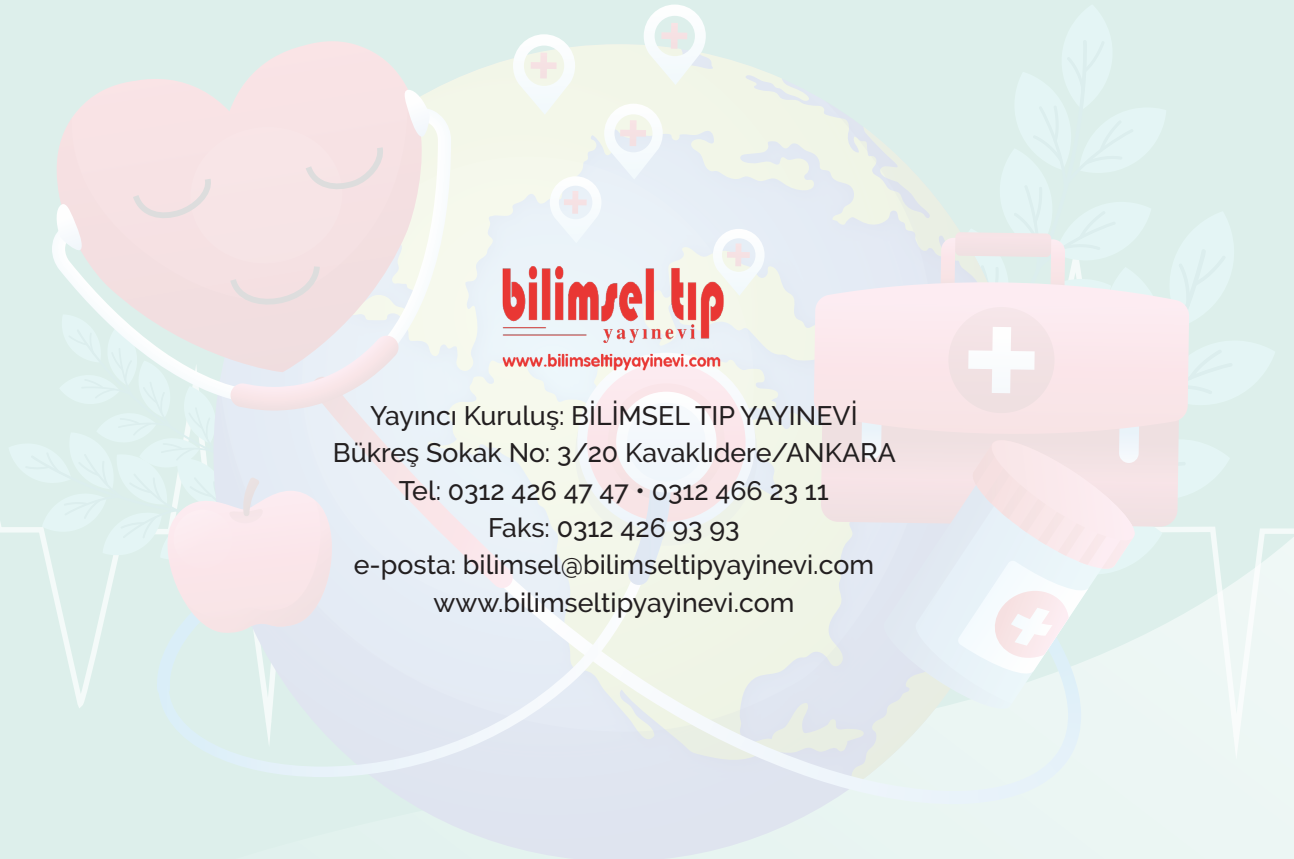 bilimsel tıp
yayınevi
www.bilimseltipyayinevi.com
Yayıncı Kuruluş: BİLİMSEL TIP YAYINEVİ
Bükreş Sokak No: 3/20 Kavaklıdere/ANKARA
Tel: 0312 426 47 47 • 0312 466 23 11
Faks: 0312 426 93 93
e-posta: bilimsel@bilimseltipyayinevi.com
www.bilimseltipyayinevi.com